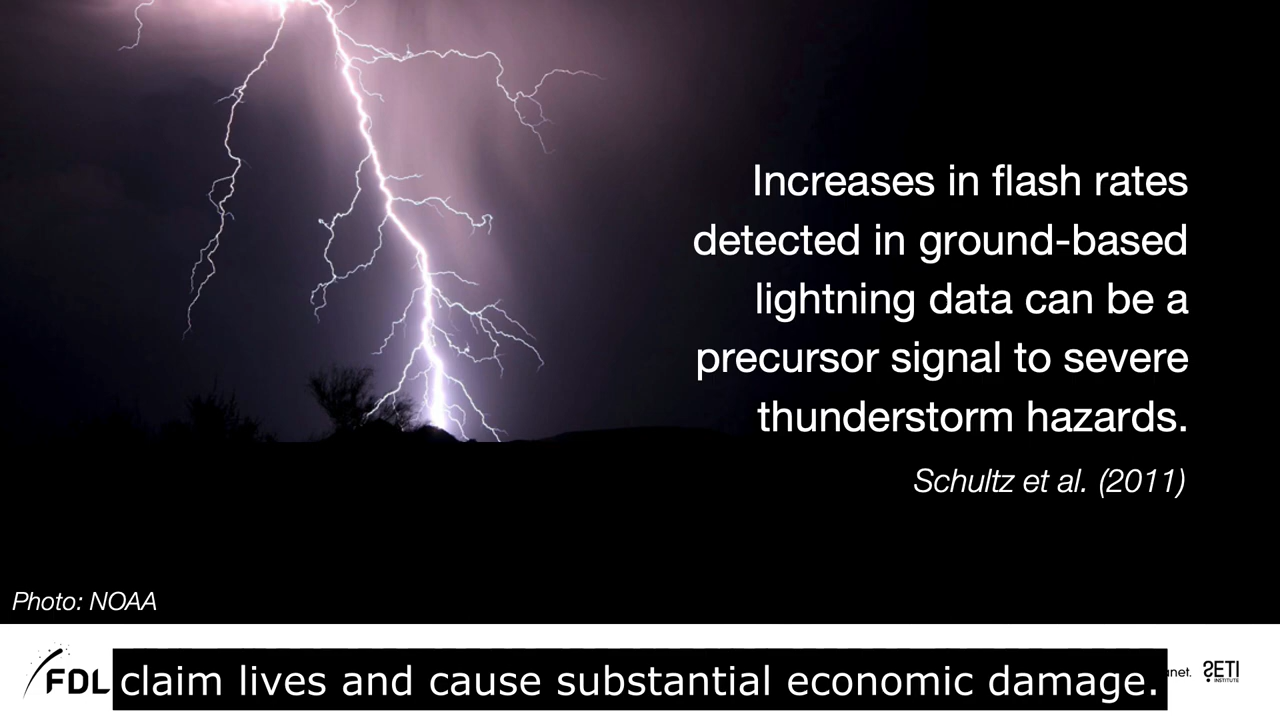 Increases in flash rates
detected in ground-based
lightning data can be a
precursor signal to severe
thunderstorm hazards.
Schultz et al. (2011)
Photo: NOAA
FDL
claim lives and cause substantial economic damage.
SETI
INSTITUTE